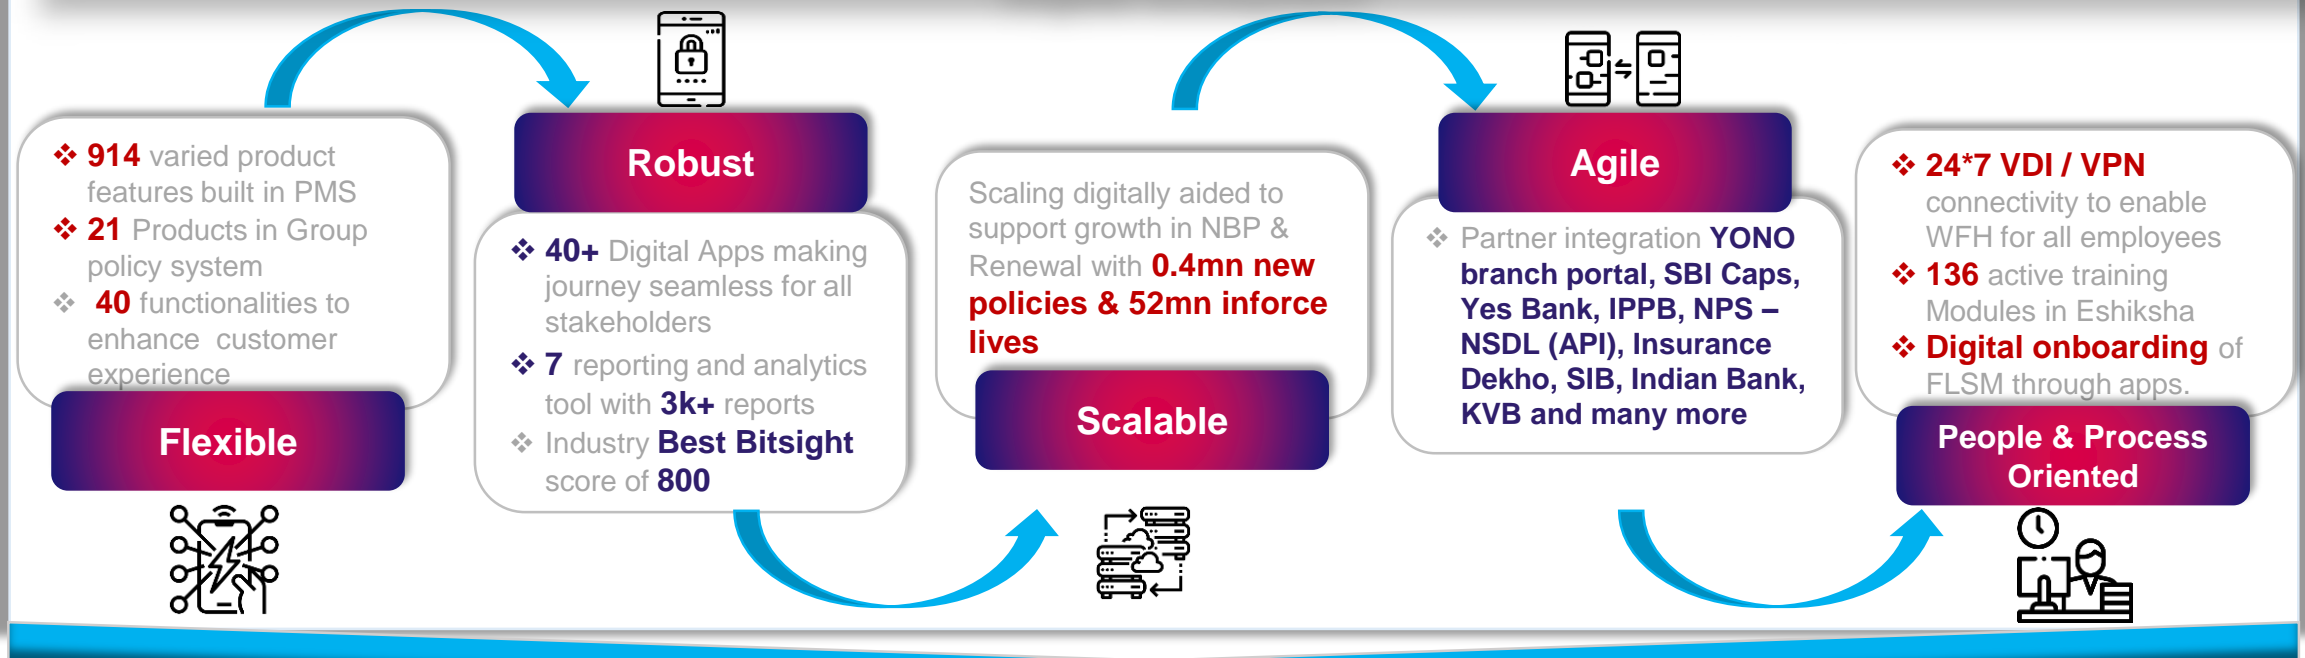 ❖ 914 varied product
features built in PMS
❖ 21 Products in Group
policy system
❖ 40 functionalities to
enhance customer
experience
Flexible
Robust
❖ 40+ Digital Apps making
journey seamless for all
stakeholders
❖ 7 reporting and analytics
tool with 3k+ reports
❖ Industry Best Bitsight
score of 800
Scaling digitally aided to
support growth in NBP &
Renewal with 0.4mn new
policies & 52mn inforce
lives
Scalable
Agile
❖ Partner integration YONO
branch portal, SBI Caps,
Yes Bank, IPPB, NPS –
NSDL (API), Insurance
Dekho, SIB, Indian Bank,
KVB and many more
❖ 24*7 VDI / VPN
connectivity to enable
WFH for all employees
❖ 136 active training
Modules in Eshiksha
❖ Digital onboarding of
FLSM through apps.
People & Process
Oriented